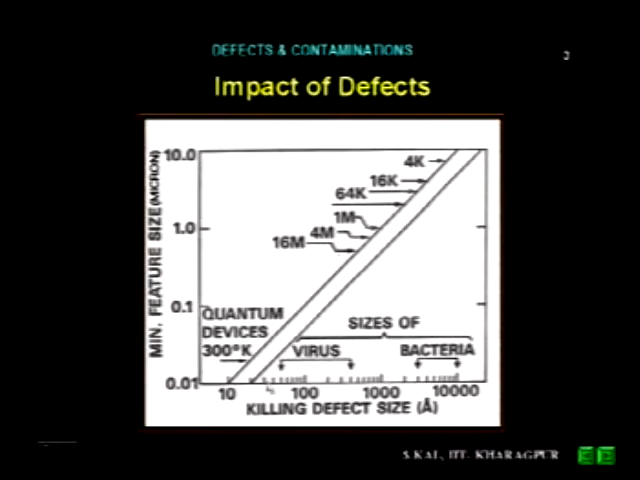 DEFECTS & CONTAMINATIONS
Impact of Defects
10.0
1.0
0.1
0.01
MIN. FEATURE SIZE (MICRON)
4K
16K
64K
1M
4M
16M
QUANTUM
DEVICES
300°K
SIZES OF
VIRUS
BACTERIA
10
100
1000
10000
KILLING DEFECT SIZE (Å)
S.KAL, IIT- KHARAGPUR